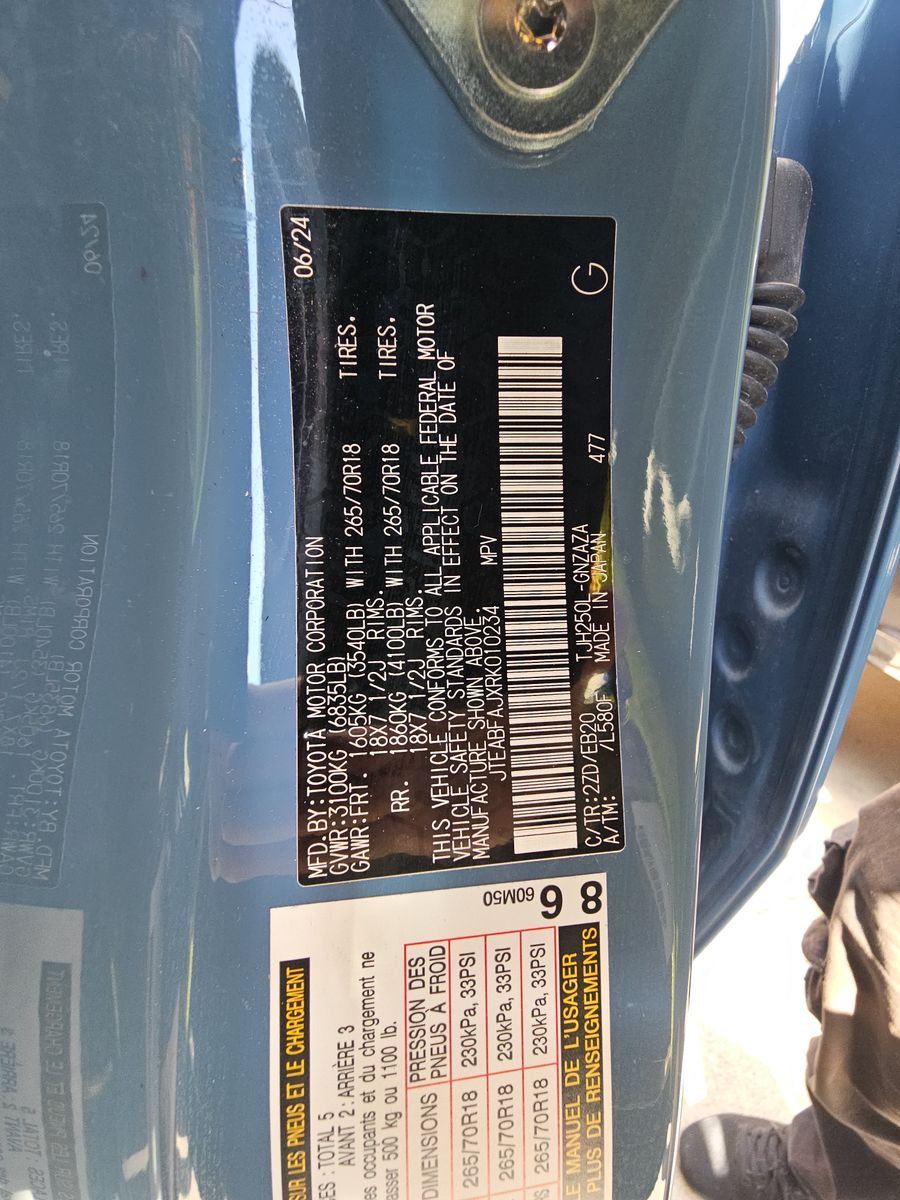 MFD.BY:TOYOTA MOTOR CORPORATION 06/24
GVWR:3100KG (6835LB)
GAWR:FRT. 1605KG (3540LB) WITH 265/70R18 TIRES.
18X7 1/2J RIMS.
RR. 1860KG (4100LB) WITH 265/70R18 TIRES.
18X7 1/2J RIMS.
THIS VEHICLE CONFORMS TO ALL APPLICABLE FEDERAL MOTOR
VEHICLE SAFETY STANDARDS IN EFFECT ON THE DATE OF
MANUFACTURE SHOWN ABOVE.
JTEABFAJXRK010234 MPV
C/TR:2ZD/EB20 TJH250L-GNZAZA
A/TM: /L580F MADE IN JAPAN 477
G
60M50
9
8
SUR LES PNEUS ET LE CHARGEMENT
TOTAL 5
AVANT 2:ARRIÈRE 3
occupants et du chargement ne
500 kg ou 1100 lb.
DIMENSIONS PRESSION DES
PNEUS À FROID
265/70R18 230kPa, 33PSI
265/70R18 230kPa, 33PSI
265/70R18 230kPa, 33PSI
LE MANUEL DE L'USAGER
PLUS DE RENSEIGNEMENTS